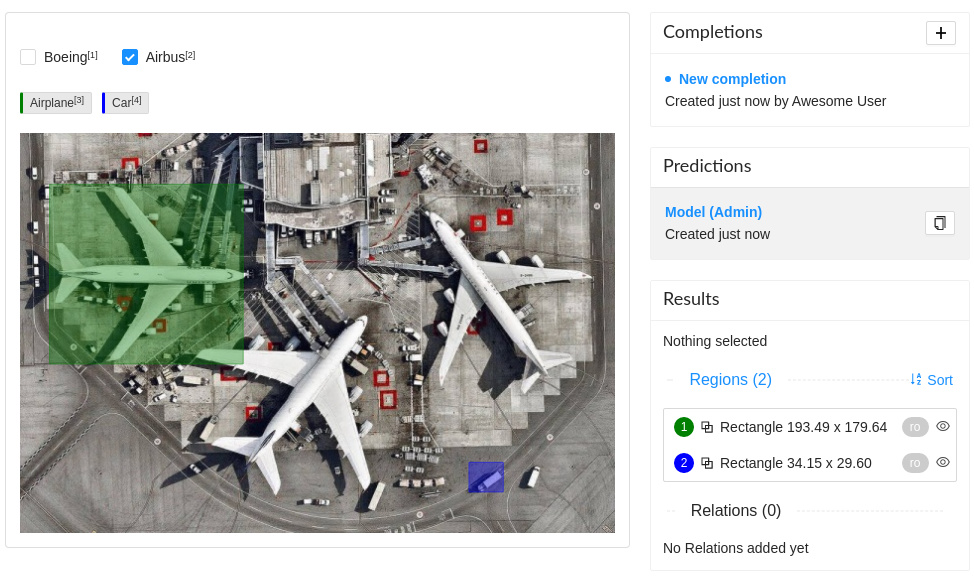 Boeing[1] Airbus[2]
Airplane[3] Car[4]
Completions
New completion
Created just now by Awesome User
Predictions
Model (Admin)
Created just now
Results
Nothing selected
Regions (2) Sort
1 Rectangle 193.49 x 179.64 ro
2 Rectangle 34.15 x 29.60 ro
Relations (0)
No Relations added yet